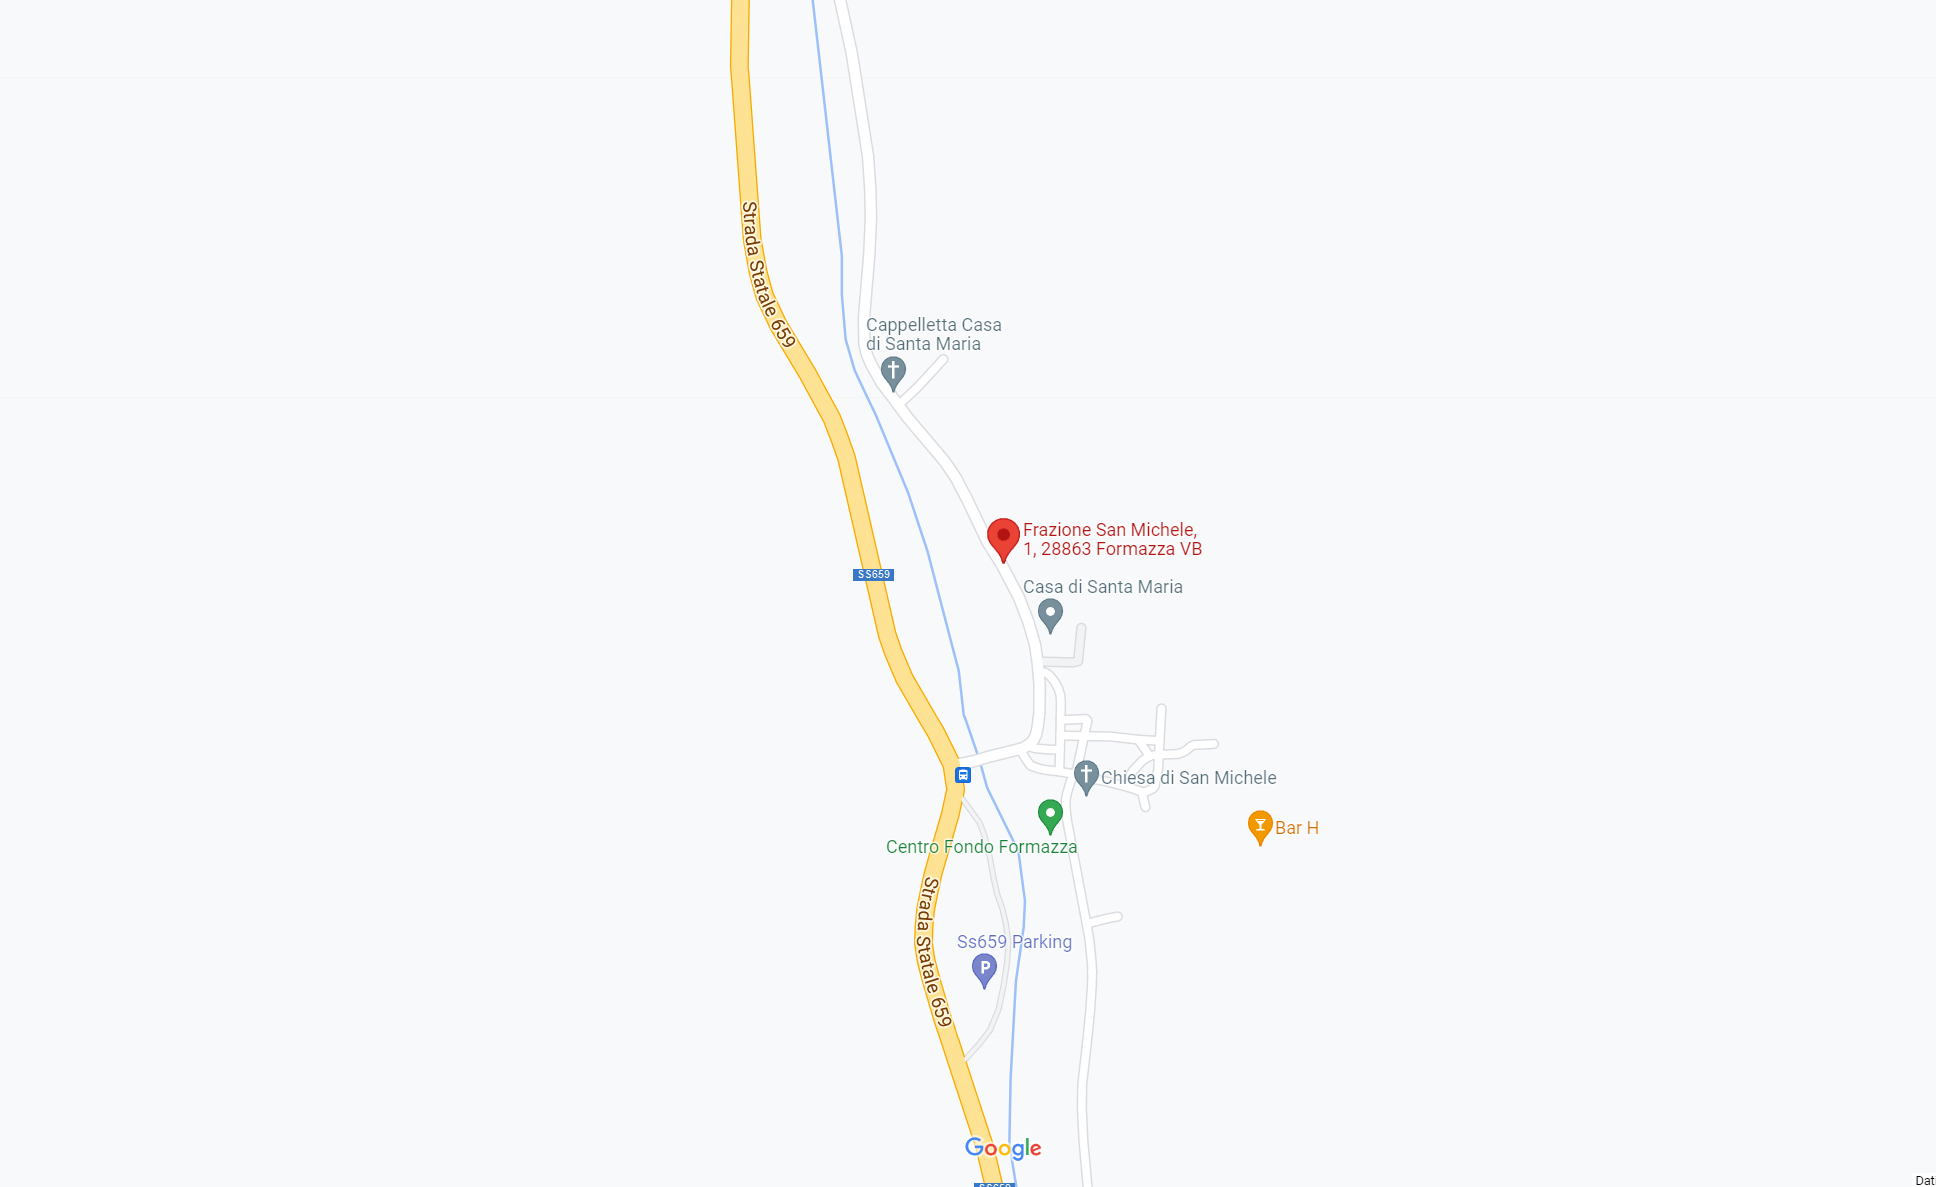 Strada Statale 659
Cappelletta Casa
di Santa Maria
Frazione San Michele,
1, 28863 Formazza VB
SS659
Casa di Santa Maria
Chiesa di San Michele
Bar H
Centro Fondo Formazza
Strada Statale 659
Ss659 Parking
Google
Dati